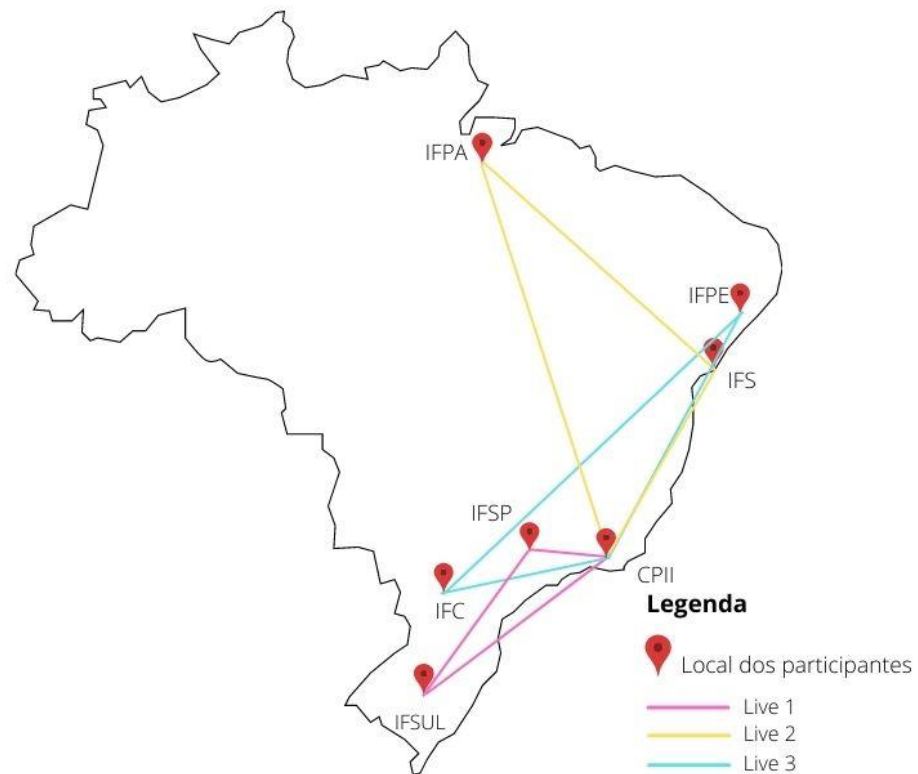 IFPA
IFPE
IFS
IFSP
CPII
IFC
IFSUL
Legenda
Local dos participantes
Live 1
Live 2
Live 3